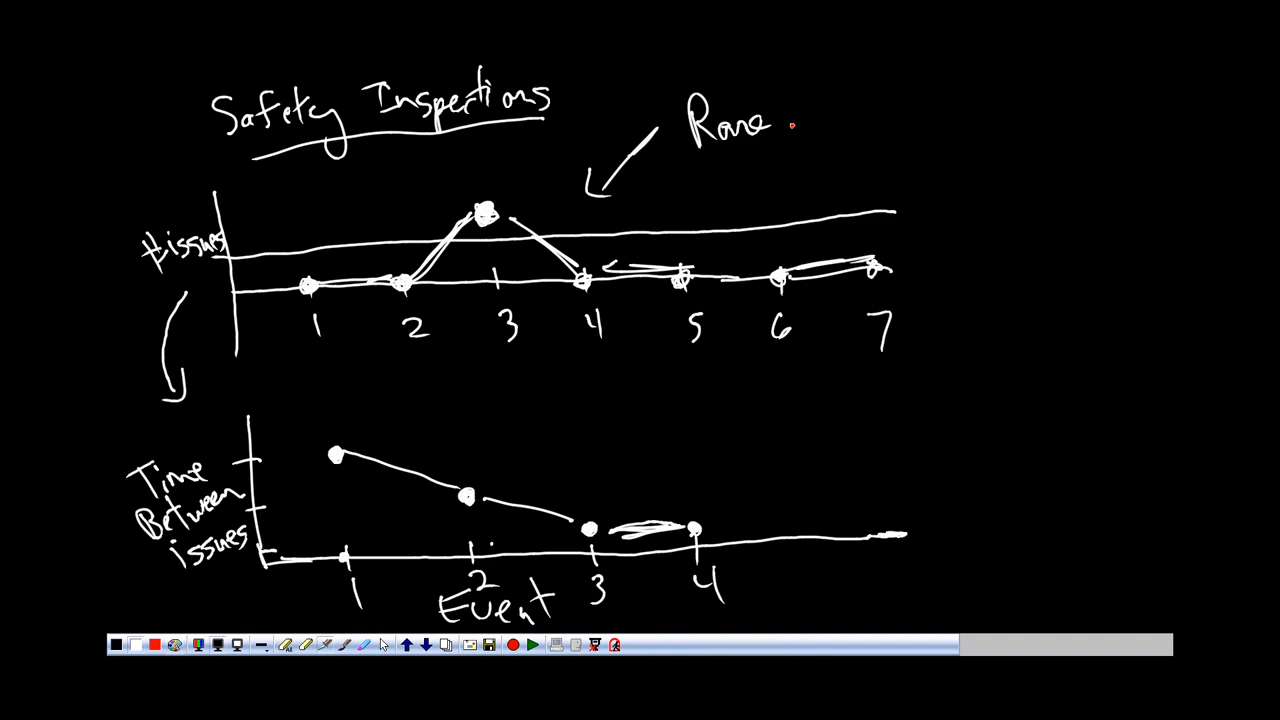 Safety Inspections
Rare
#issues
1 2 3 4 5 6 7
Time
Between
issues
1 2 3 4
Event